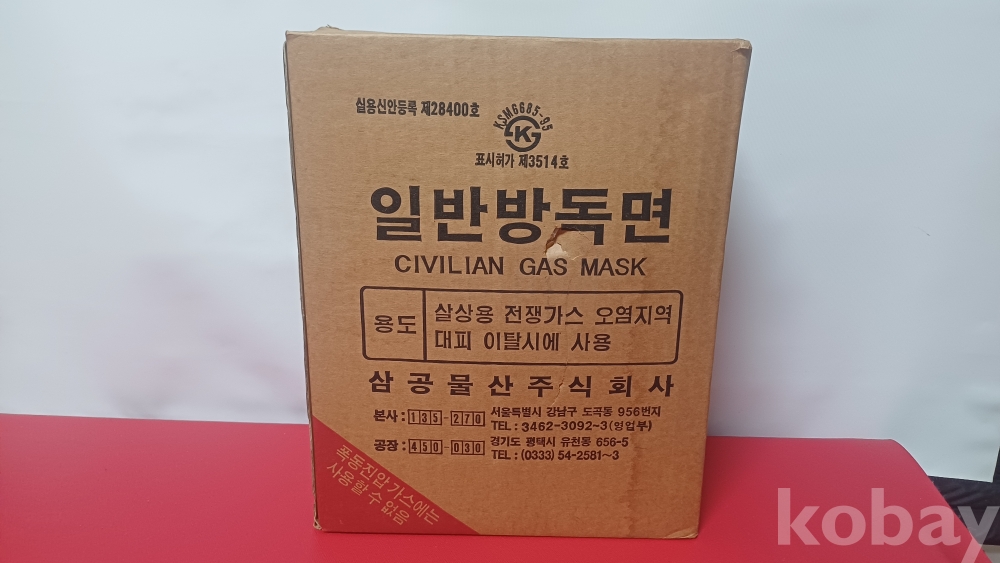 실용신안등록 제28400호
KSM6685-95
K
표시허가 제3514호
일반방독면
CIVILIAN GAS MASK
용도
살상용 전쟁가스 오염지역
대피 이탈시에 사용
삼공물산주식회사
본사 : 135-270 서울특별시 강남구 도곡동 956번지
TEL : 3462-3092~3(영업부)
공장 : 450-030 경기도 평택시 유천동 656-5
TEL : (0333) 54-2581~3
폭동진압가스에는
사용할 수 없음
kobay